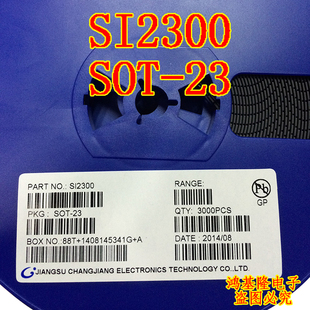 SI2300
SOT-23
PART NO.: SI2300
RANGE:
PKG : SOT-23
QTY: 3000PCS
BOX NO.:88T+1408145341G+A
DATE : 2014/08
Pb
GP
JIANGSU CHANGJIANG ELECTRONICS TECHNOLOGY CO.,LTD.
鸿基隆电子
盗图必究